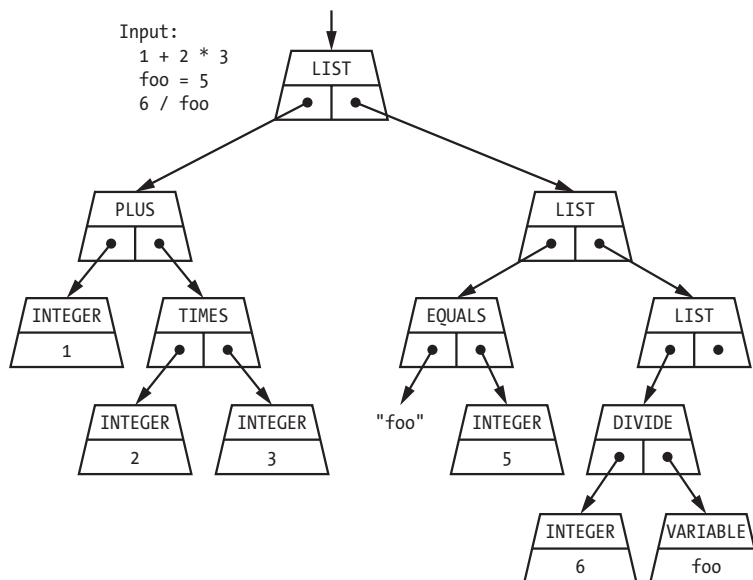 Input:
1 + 2 * 3
foo = 5
6 / foo
LIST
PLUS
LIST
INTEGER
1
TIMES
EQUALS
LIST
INTEGER
2
INTEGER
3
"foo"
INTEGER
5
DIVIDE
INTEGER
6
VARIABLE
foo